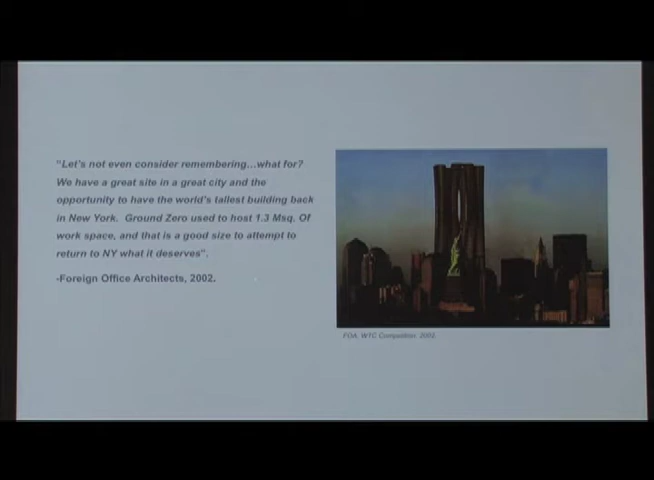 "Let's not even consider remembering...what for?
We have a great site in a great city and the
opportunity to have the world's tallest building back
in New York. Ground Zero used to host 1.3 Msq. Of
work space, and that is a good size to attempt to
return to NY what it deserves".
-Foreign Office Architects, 2002.
FOA. WTC Competition, 2002.